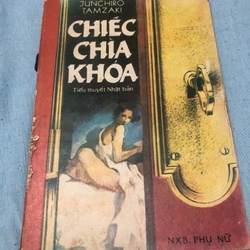 JUNCHIRO
TAMZAKI
CHIẾC
CHÌA
KHÓA
Tiểu thuyết Nhật bản
NXB. PHỤ NỮ